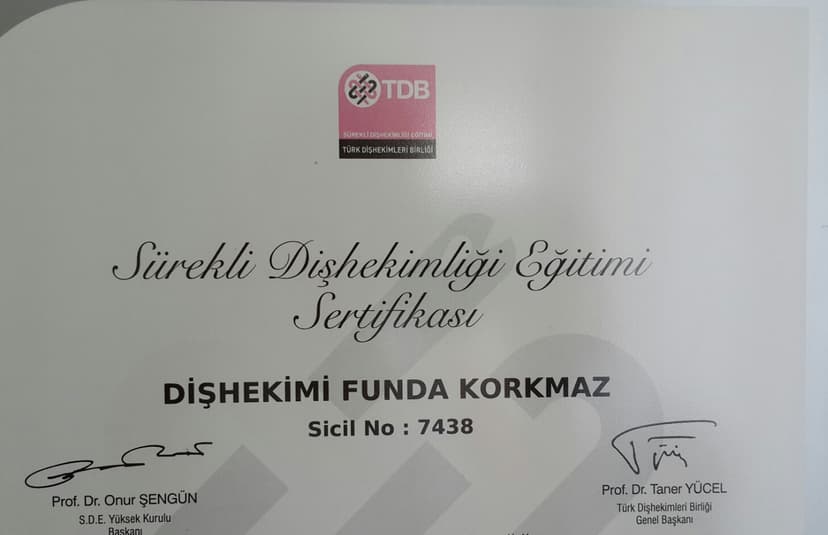 TDB
SÜREKLİ DİŞHEKİMLİĞİ EĞİTİMİ
TÜRK DİŞHEKİMLERİ BİRLİĞİ
Sürekli Dişhekimliği Eğitimi
Sertifikası
DİŞHEKİMİ FUNDA KORKMAZ
Sicil No : 7438
Prof. Dr. Onur ŞENGÜN
S.D.E. Yüksek Kurulu
Başkanı
Prof. Dr. Taner YÜCEL
Türk Dişhekimleri Birliği
Genel Başkanı